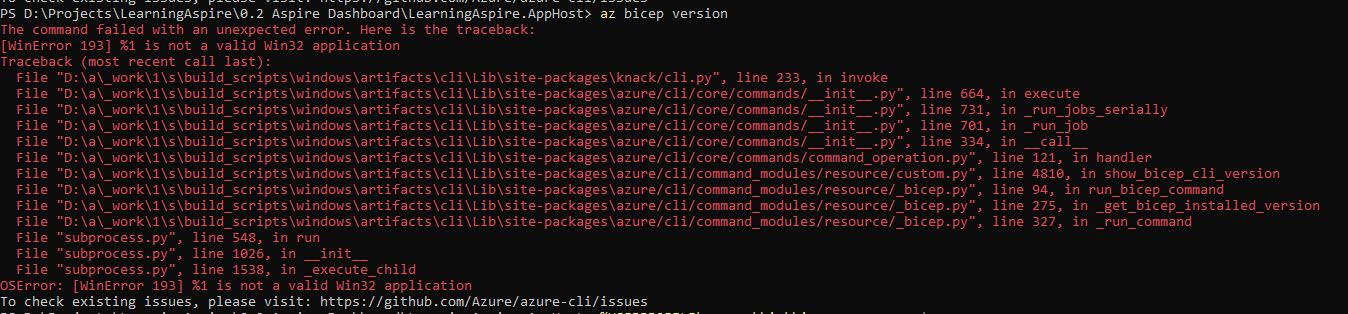 PS D:\Projects\LearningAspire\0.2 Aspire Dashboard\LearningAspire.AppHost> az bicep version
The command failed with an unexpected error. Here is the traceback:
[WinError 193] %1 is not a valid Win32 application
Traceback (most recent call last):
  File "D:\a\_work\1\s\build_scripts\windows\artifacts\cli\Lib\site-packages\knack/cli.py", line 233, in invoke
  File "D:\a\_work\1\s\build_scripts\windows\artifacts\cli\Lib\site-packages\azure/cli/core/commands/__init__.py", line 664, in execute
  File "D:\a\_work\1\s\build_scripts\windows\artifacts\cli\Lib\site-packages\azure/cli/core/commands/__init__.py", line 731, in _run_jobs_serially
  File "D:\a\_work\1\s\build_scripts\windows\artifacts\cli\Lib\site-packages\azure/cli/core/commands/__init__.py", line 701, in _run_job
  File "D:\a\_work\1\s\build_scripts\windows\artifacts\cli\Lib\site-packages\azure/cli/core/commands/__init__.py", line 334, in __call__
  File "D:\a\_work\1\s\build_scripts\windows\artifacts\cli\Lib\site-packages\azure/cli/core/commands/command_operation.py", line 121, in handler
  File "D:\a\_work\1\s\build_scripts\windows\artifacts\cli\Lib\site-packages\azure/cli/command_modules/resource/custom.py", line 4810, in show_bicep_cli_version
  File "D:\a\_work\1\s\build_scripts\windows\artifacts\cli\Lib\site-packages\azure/cli/command_modules/resource/_bicep.py", line 94, in run_bicep_command
  File "D:\a\_work\1\s\build_scripts\windows\artifacts\cli\Lib\site-packages\azure/cli/command_modules/resource/_bicep.py", line 275, in _get_bicep_installed_version
  File "D:\a\_work\1\s\build_scripts\windows\artifacts\cli\Lib\site-packages\azure/cli/command_modules/resource/_bicep.py", line 327, in _run_command
  File "subprocess.py", line 548, in run
  File "subprocess.py", line 1026, in __init__
  File "subprocess.py", line 1538, in _execute_child
OSError: [WinError 193] %1 is not a valid Win32 application
To check existing issues, please visit: https://github.com/Azure/azure-cli/issues